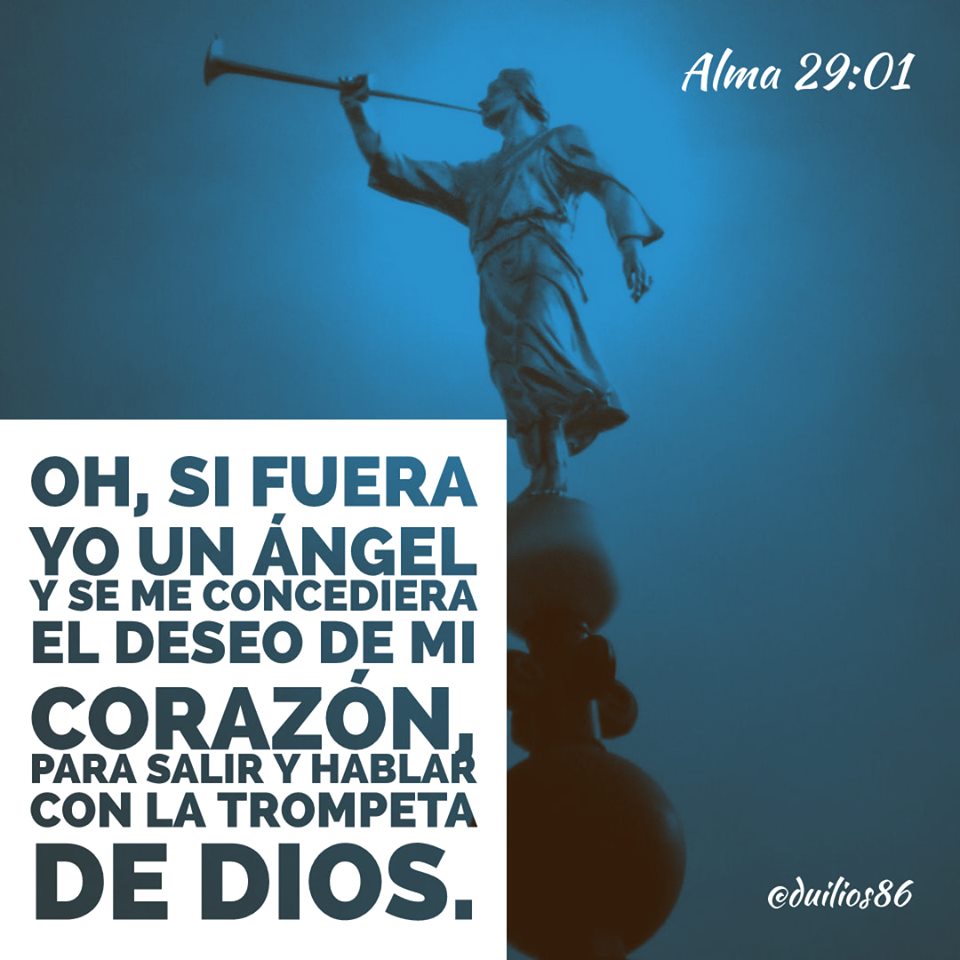 Alma 29:01
OH, SI FUERA
YO UN ÁNGEL
Y SE ME CONCEDIERA
EL DESEO DE MI
CORAZÓN,
PARA SALIR Y HABLAR
CON LA TROMPETA
DE DIOS.
@duilios86